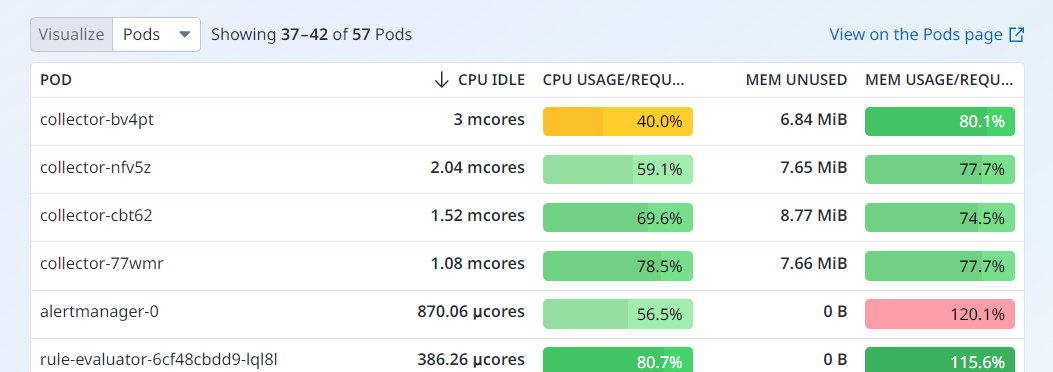 Visualize Pods Showing 37–42 of 57 Pods View on the Pods page
POD CPU IDLE CPU USAGE/REQU... MEM UNUSED MEM USAGE/REQU...
collector-bv4pt 3 mcores 40.0% 6.84 MiB 80.1%
collector-nfv5z 2.04 mcores 59.1% 7.65 MiB 77.7%
collector-cbt62 1.52 mcores 69.6% 8.77 MiB 74.5%
collector-77wmr 1.08 mcores 78.5% 7.66 MiB 77.7%
alertmanager-0 870.06 µcores 56.5% 0 B 120.1%
rule-evaluator-6cf48cbdd9-lql8l 386.26 µcores 80.7% 0 B 115.6%